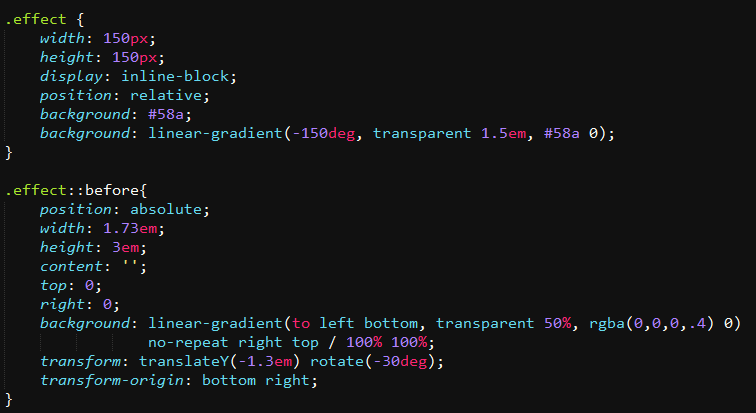 .effect {
    width: 150px;
    height: 150px;
    display: inline-block;
    position: relative;
    background: #58a;
    background: linear-gradient(-150deg, transparent 1.5em, #58a 0);
}

.effect::before{
    position: absolute;
    width: 1.73em;
    height: 3em;
    content: '';
    top: 0;
    right: 0;
    background: linear-gradient(to left bottom, transparent 50%, rgba(0,0,0,.4) 0)
                no-repeat right top / 100% 100%;
    transform: translateY(-1.3em) rotate(-30deg);
    transform-origin: bottom right;
}